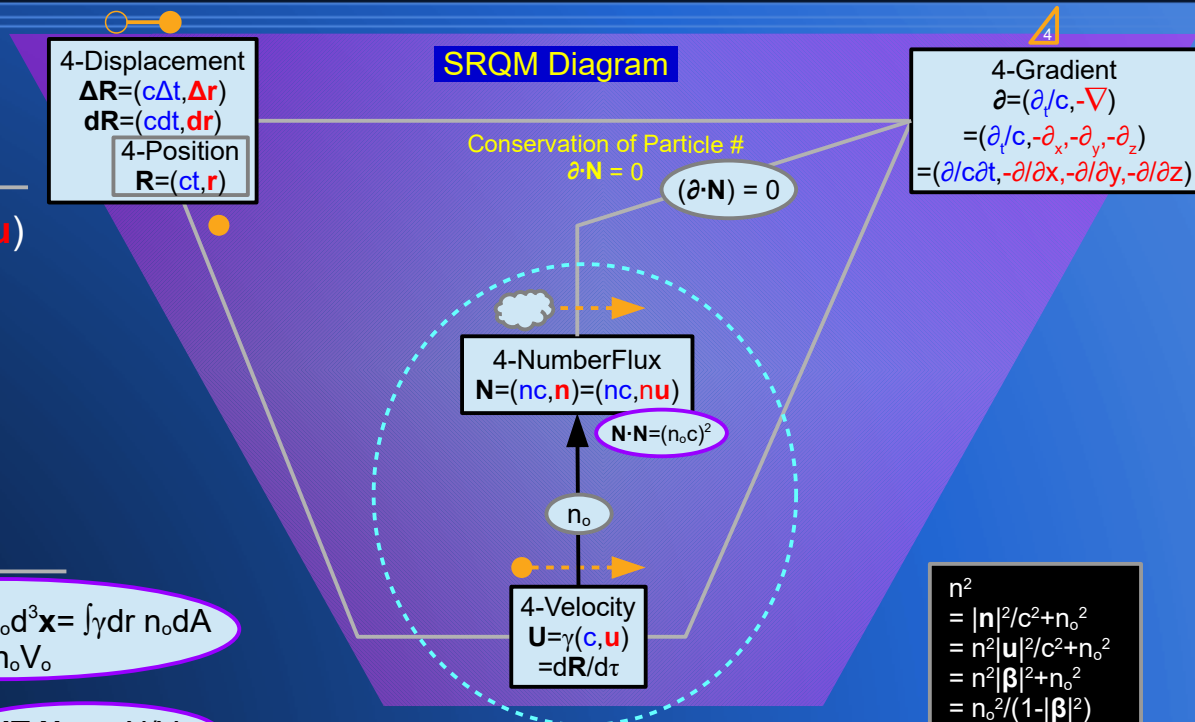 SRQM Diagram
4
4-Displacement
ΔR=(cΔt,Δr)
dR=(cdt,dr)
4-Position
R=(ct,r)
4-Gradient
∂=(∂ₜ/c,-∇)
=(∂ₜ/c,-∂ₓ,-∂y,-∂z)
=(∂/c∂t,-∂/∂x,-∂/∂y,-∂/∂z)
Conservation of Particle #
∂·N = 0
(∂·N) = 0
u)
4-NumberFlux
N=(nc,n)=(nc,nu)
N·N=(nₒc)²
nₒ
4-Velocity
U=γ(c,u)
=dR/dτ
ₒd³x= ∫γdr nₒdA
nₒVₒ
n²
= |n|²/c²+nₒ²
= n²|u|²/c²+nₒ²
= n²|β|²+nₒ²
= nₒ²/(1-|β|²)